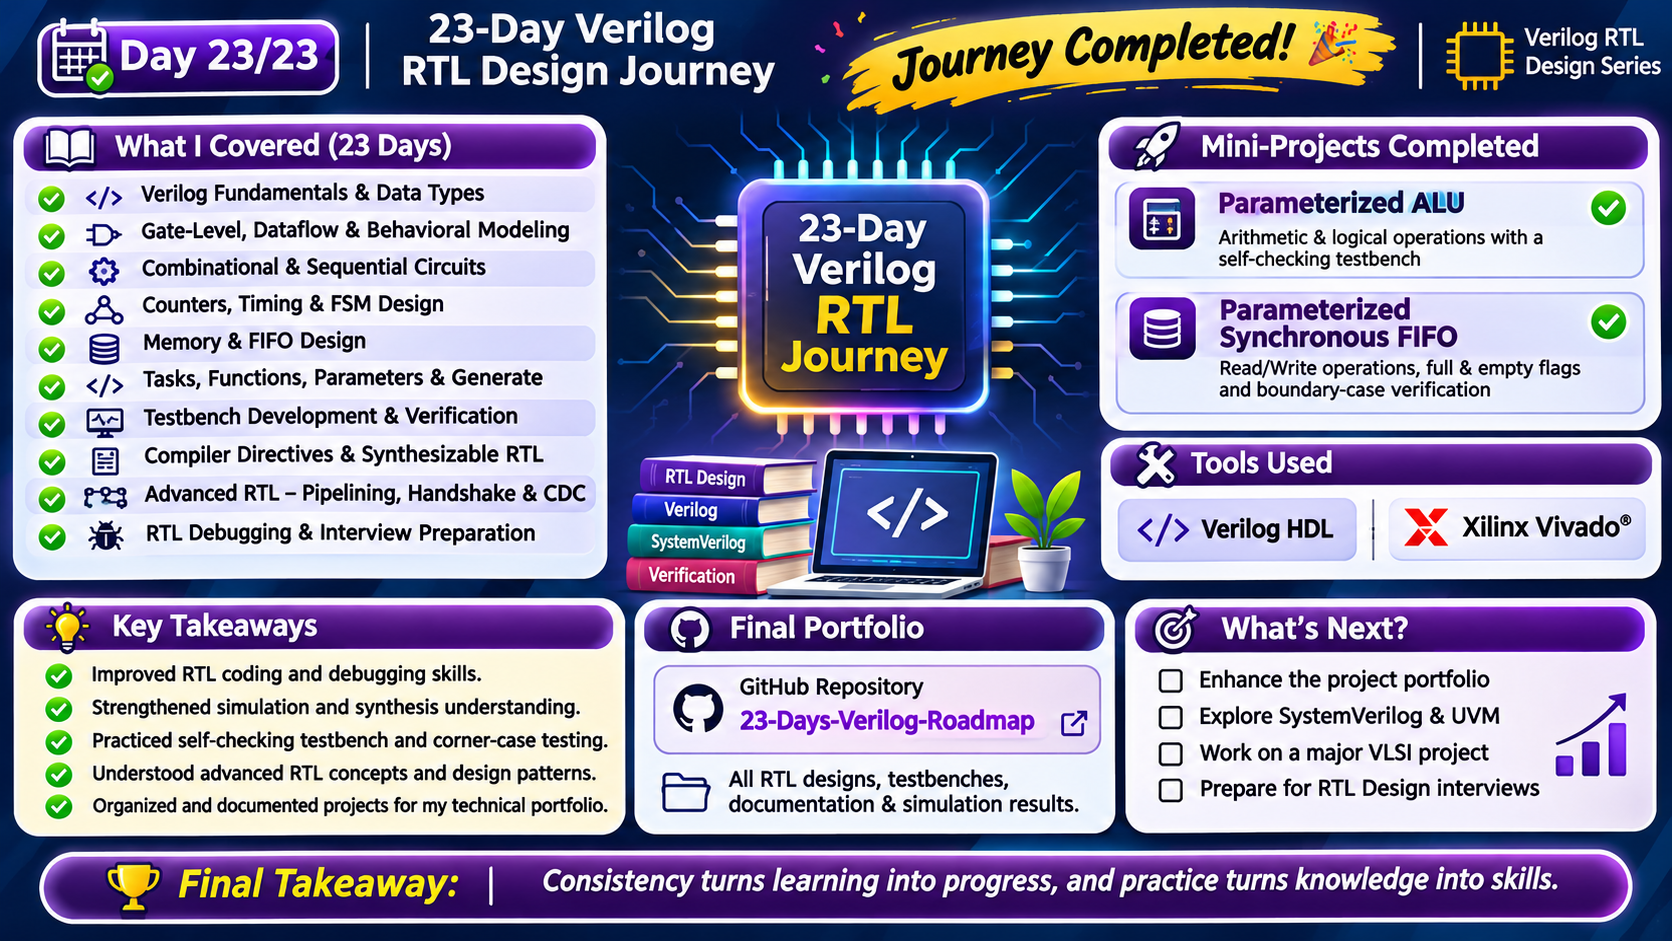 Day 23/23
23-Day Verilog
RTL Design Journey
Journey Completed!
Verilog RTL
Design Series
What I Covered (23 Days)
Verilog Fundamentals & Data Types
Gate-Level, Dataflow & Behavioral Modeling
Combinational & Sequential Circuits
Counters, Timing & FSM Design
Memory & FIFO Design
Tasks, Functions, Parameters & Generate
Testbench Development & Verification
Compiler Directives & Synthesizable RTL
Advanced RTL – Pipelining, Handshake & CDC
RTL Debugging & Interview Preparation
23-Day
Verilog
RTL
Journey
RTL Design
Verilog
SystemVerilog
Verification
</>
Mini-Projects Completed
Parameterized ALU
Arithmetic & logical operations with a
self-checking testbench
Parameterized
Synchronous FIFO
Read/Write operations, full & empty flags
and boundary-case verification
Tools Used
</> Verilog HDL
Xilinx Vivado®
Key Takeaways
Improved RTL coding and debugging skills.
Strengthened simulation and synthesis understanding.
Practiced self-checking testbench and corner-case testing.
Understood advanced RTL concepts and design patterns.
Organized and documented projects for my technical portfolio.
Final Portfolio
GitHub Repository
23-Days-Verilog-Roadmap
All RTL designs, testbenches,
documentation & simulation results.
What's Next?
Enhance the project portfolio
Explore SystemVerilog & UVM
Work on a major VLSI project
Prepare for RTL Design interviews
Final Takeaway:
Consistency turns learning into progress, and practice turns knowledge into skills.